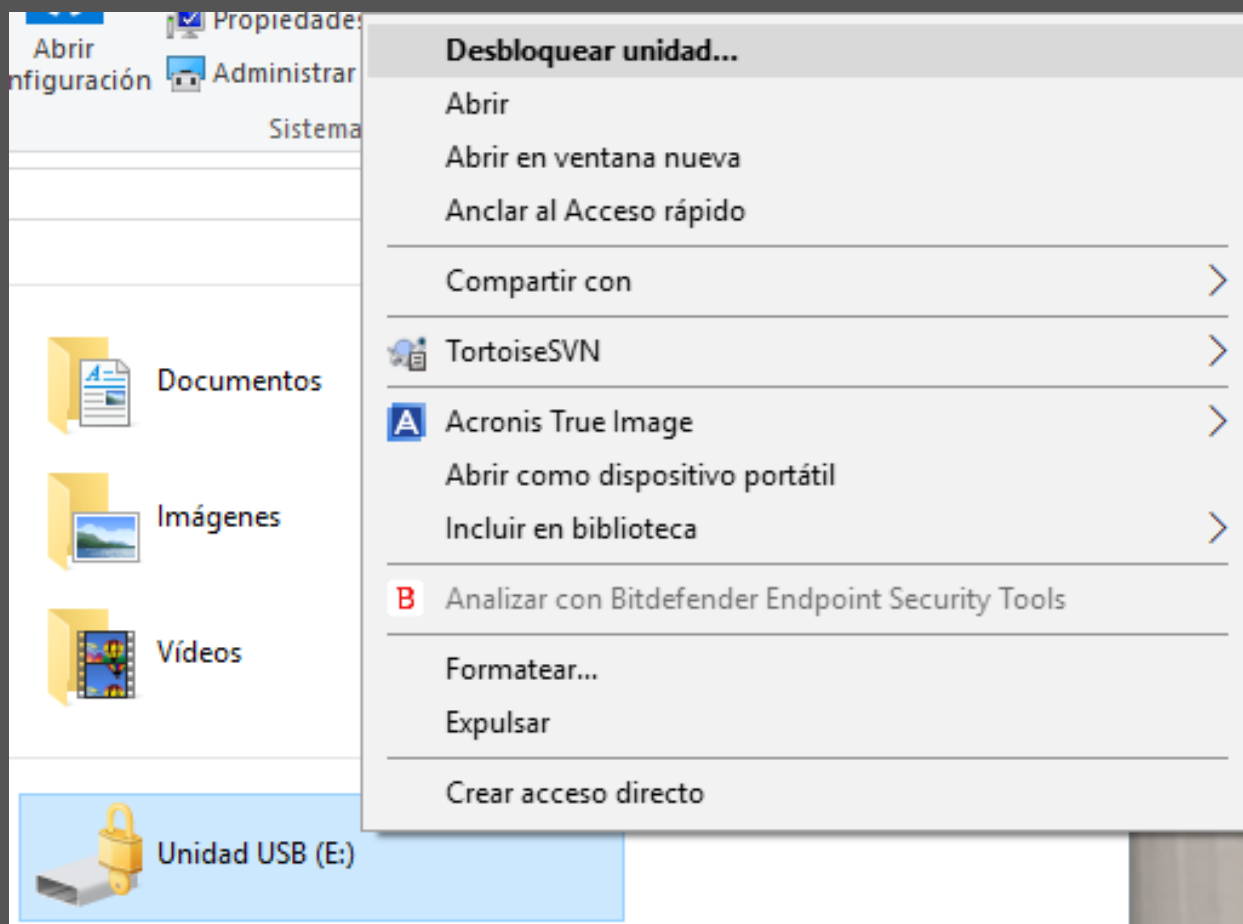 Abrir
nfiguración
Propiedades
Administrar
Sistema
Documentos
Imágenes
Vídeos
Unidad USB (E:)
Desbloquear unidad...
Abrir
Abrir en ventana nueva
Anclar al Acceso rápido
Compartir con
TortoiseSVN
A Acronis True Image
Abrir como dispositivo portátil
Incluir en biblioteca
B Analizar con Bitdefender Endpoint Security Tools
Formatear...
Expulsar
Crear acceso directo